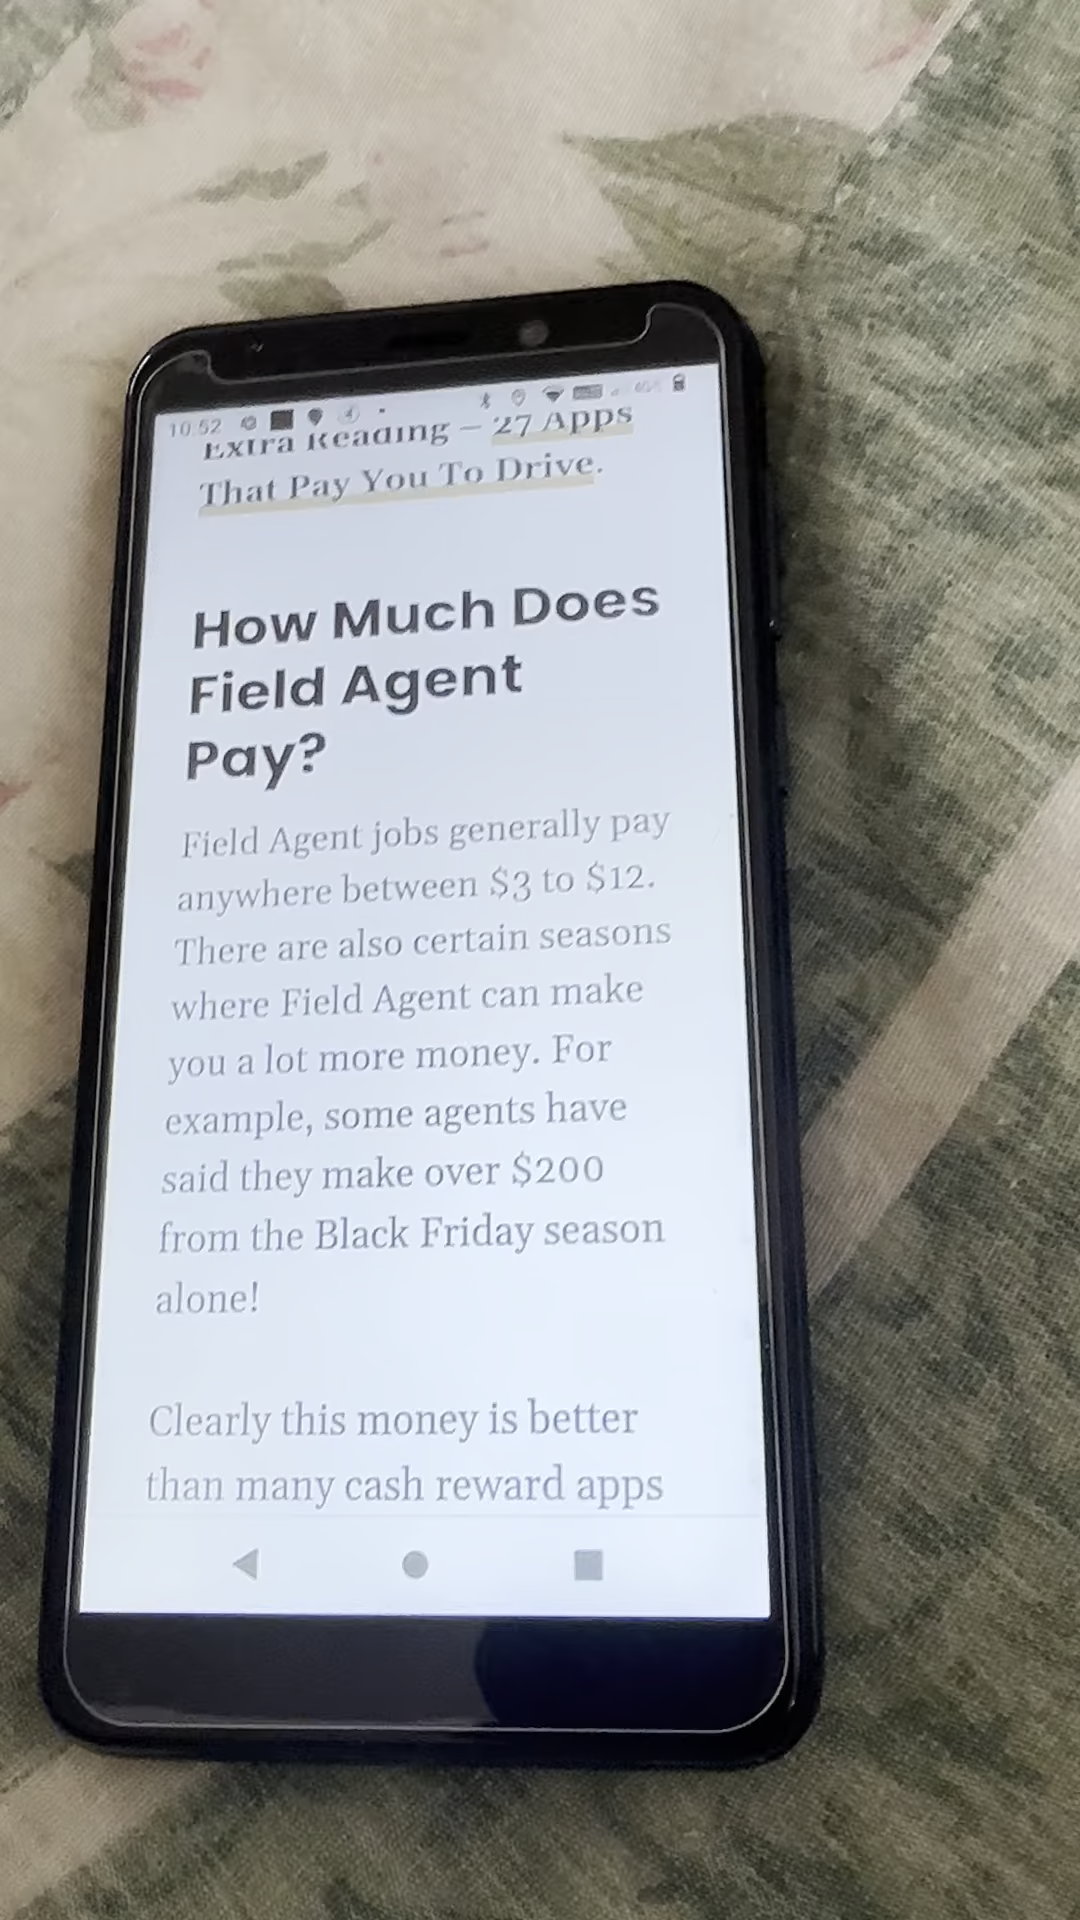 10:52
Extra Reading – 27 Apps
That Pay You To Drive.
How Much Does
Field Agent
Pay?
Field Agent jobs generally pay
anywhere between $3 to $12.
There are also certain seasons
where Field Agent can make
you a lot more money. For
example, some agents have
said they make over $200
from the Black Friday season
alone!
Clearly this money is better
than many cash reward apps